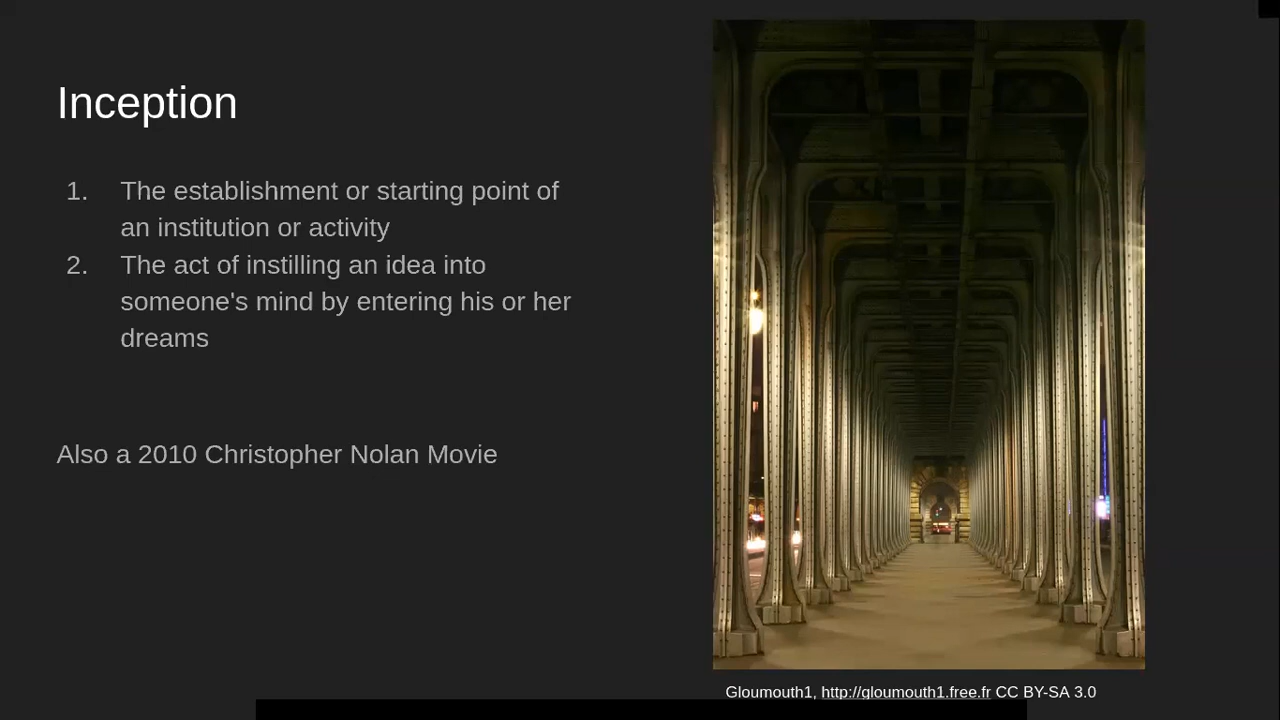 Inception
1. The establishment or starting point of
an institution or activity
2. The act of instilling an idea into
someone's mind by entering his or her
dreams
Also a 2010 Christopher Nolan Movie
Gloumouth1, http://gloumouth1.free.fr CC BY-SA 3.0